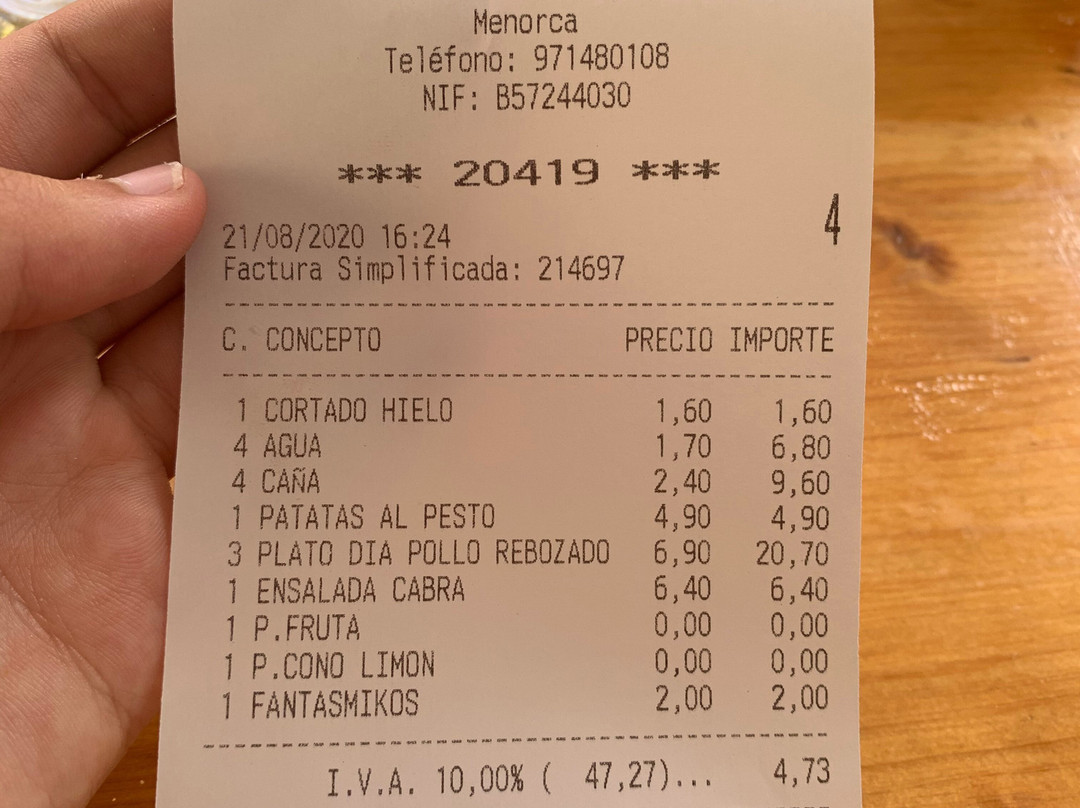 Menorca
Teléfono: 971480108
NIF: B57244030
*** 20419 ***
4
21/08/2020 16:24
Factura Simplificada: 214697
C. CONCEPTO PRECIO IMPORTE
1 CORTADO HIELO 1,60 1,60
4 AGUA 1,70 6,80
4 CAÑA 2,40 9,60
1 PATATAS AL PESTO 4,90 4,90
3 PLATO DIA POLLO REBOZADO 6,90 20,70
1 ENSALADA CABRA 6,40 6,40
1 P.FRUTA 0,00 0,00
1 P.CONO LIMON 0,00 0,00
1 FANTASMIKOS 2,00 2,00
I.V.A. 10,00% ( 47,27)... 4,73